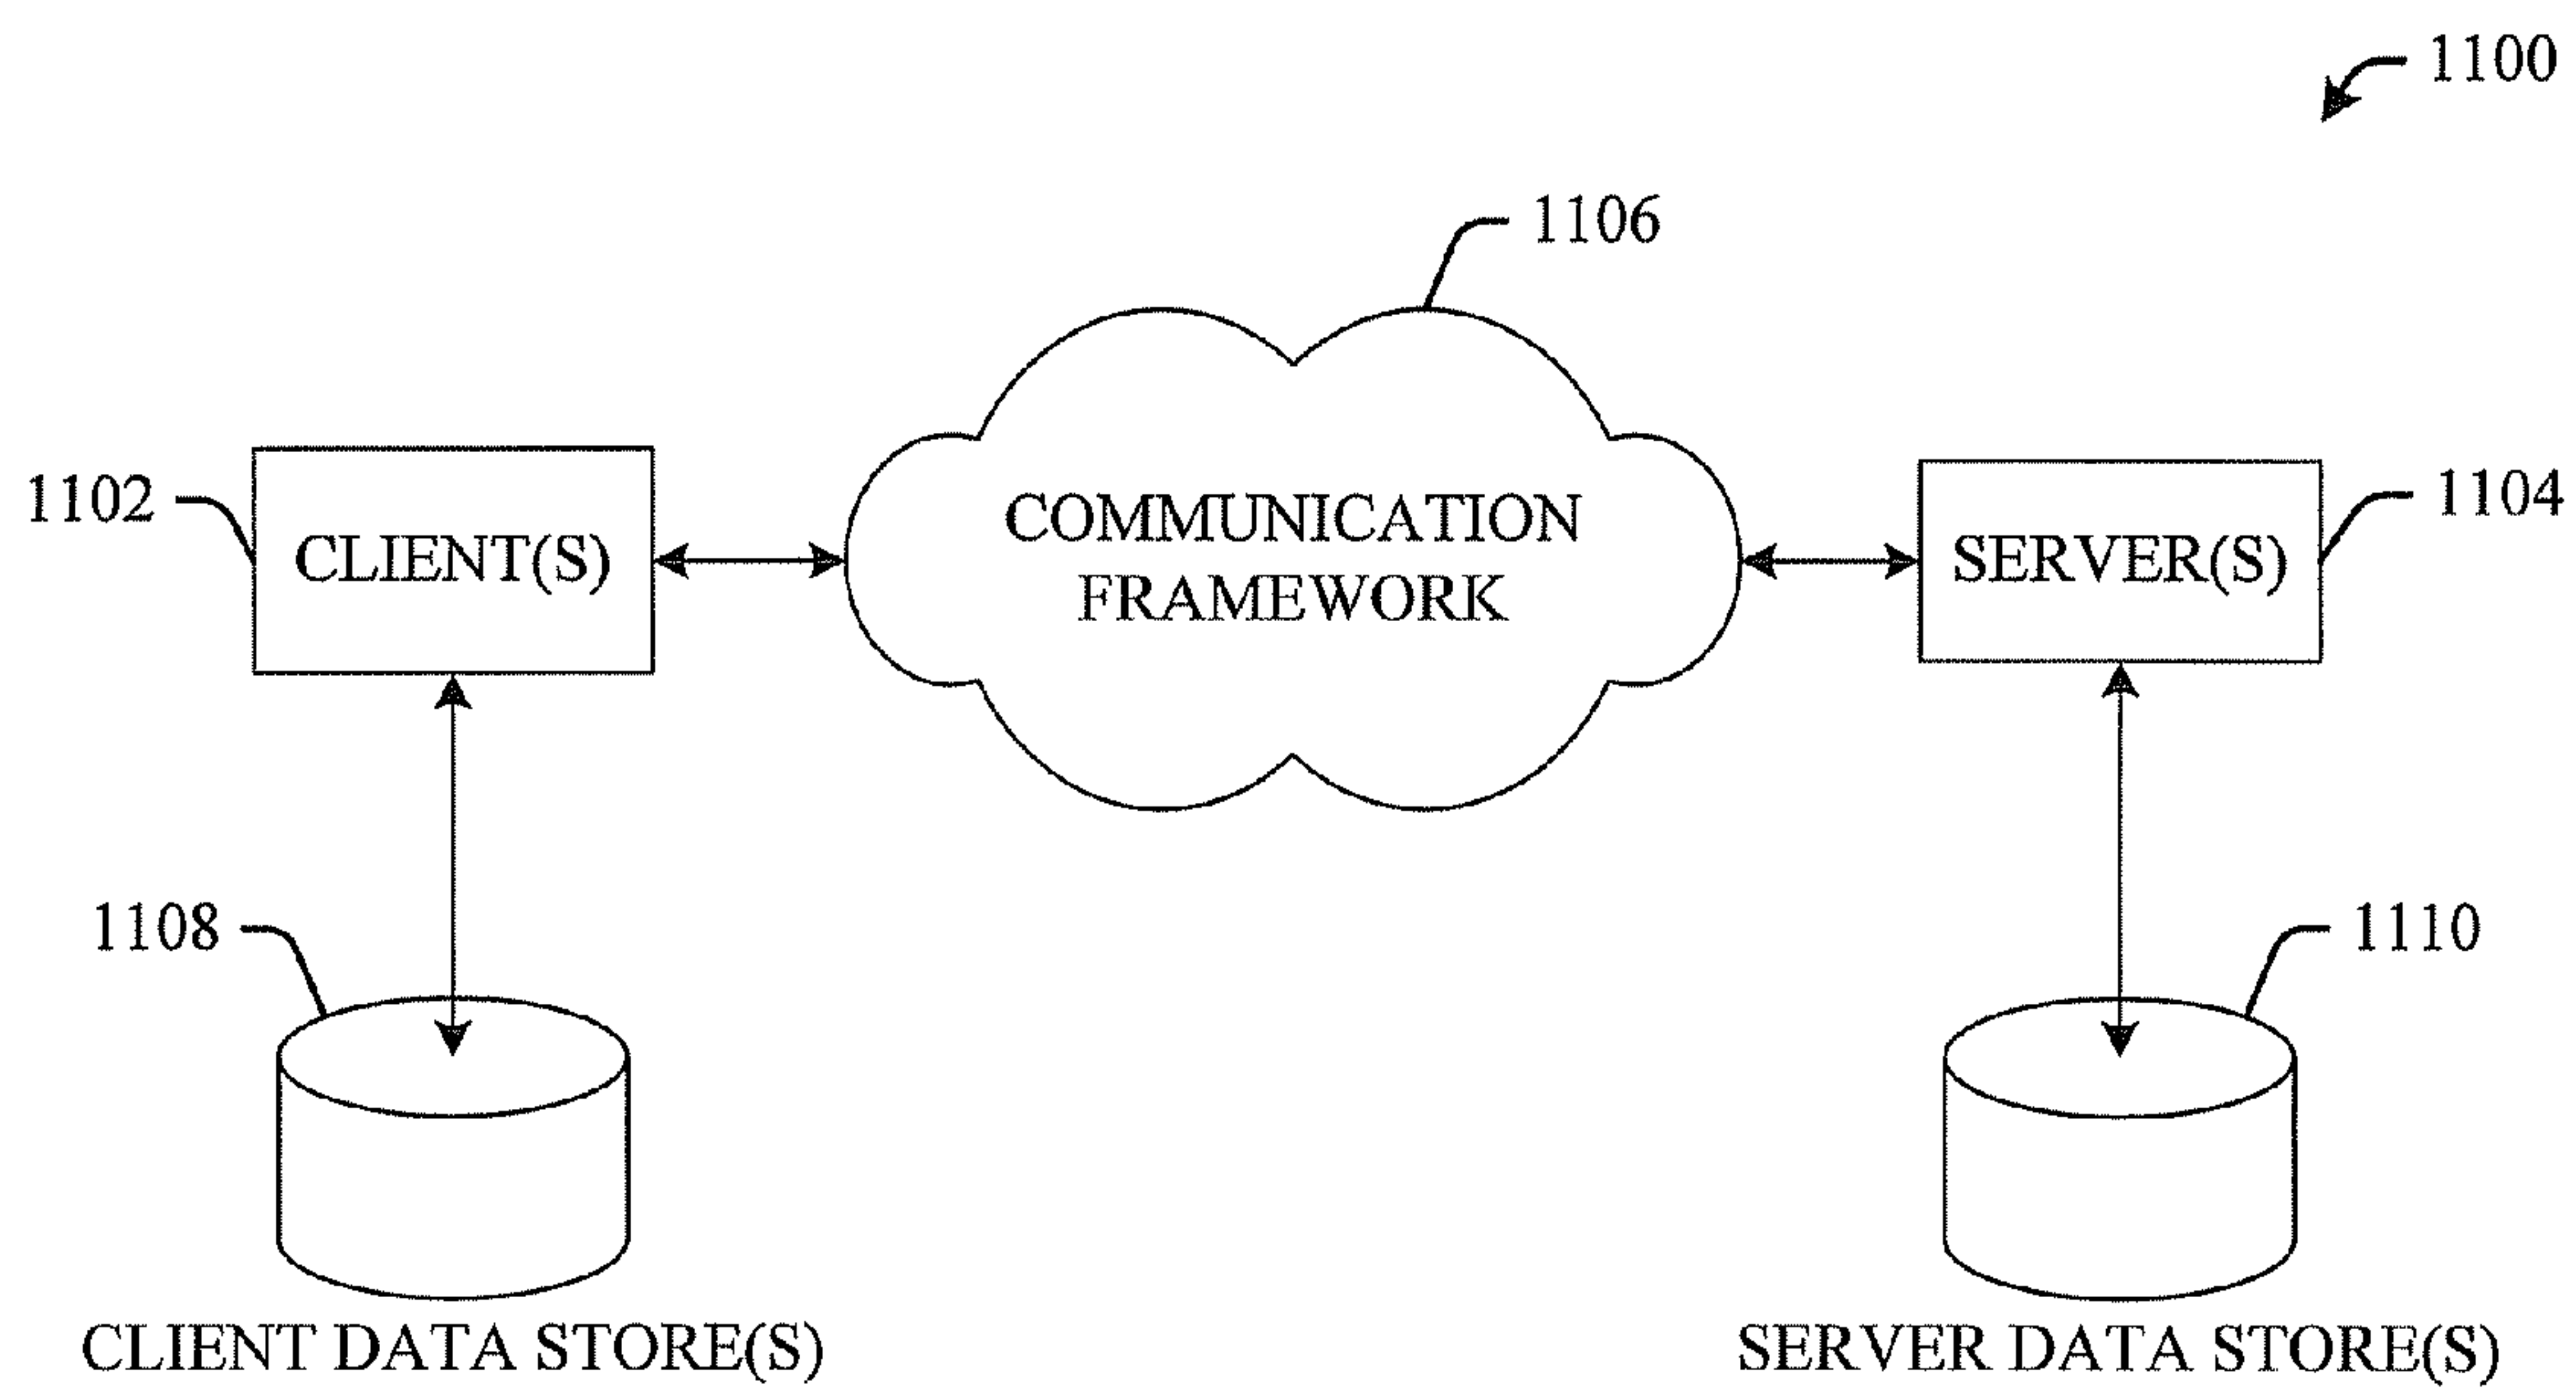 1100
1106
1102
CLIENT(S)
COMMUNICATION
FRAMEWORK
SERVER(S)
1104
1108
1110
CLIENT DATA STORE(S)
SERVER DATA STORE(S)